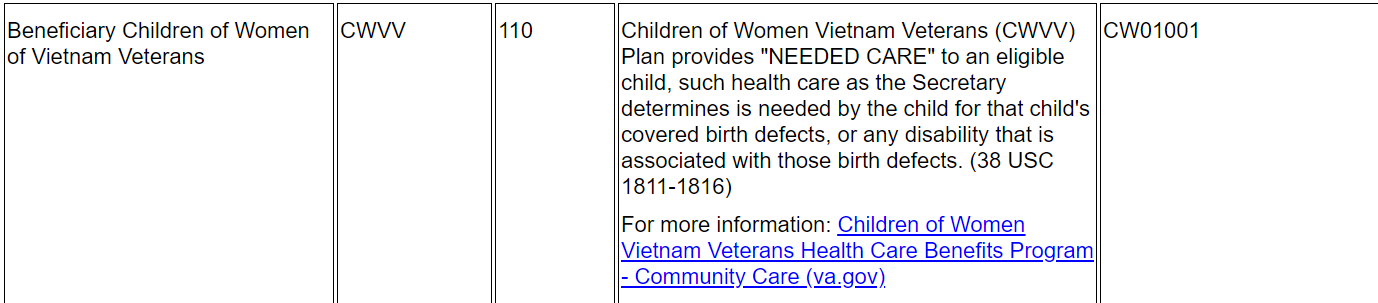 Beneficiary Children of Women
of Vietnam Veterans
CWVV
110
Children of Women Vietnam Veterans (CWVV)
Plan provides "NEEDED CARE" to an eligible
child, such health care as the Secretary
determines is needed by the child for that child's
covered birth defects, or any disability that is
associated with those birth defects. (38 USC
1811-1816)
For more information: Children of Women
Vietnam Veterans Health Care Benefits Program
- Community Care (va.gov)
CW01001